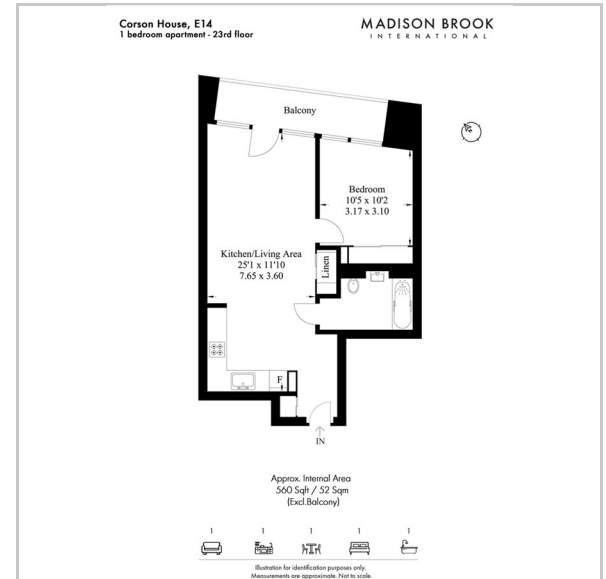 Corson House, E14
1 bedroom apartment - 23rd floor
MADISON BROOK
INTERNATIONAL
Balcony
Bedroom
10'5 x 10'2
3.17 x 3.10
Kitchen/Living Area
25'1 x 11'10
7.65 x 3.60
Linen
F
IN
Approx. Internal Area
560 Sqft / 52 Sqm
(Excl.Balcony)
1 1 1 1 1
Illustration for identification purposes only.
Measurements are approximate. Not to scale.